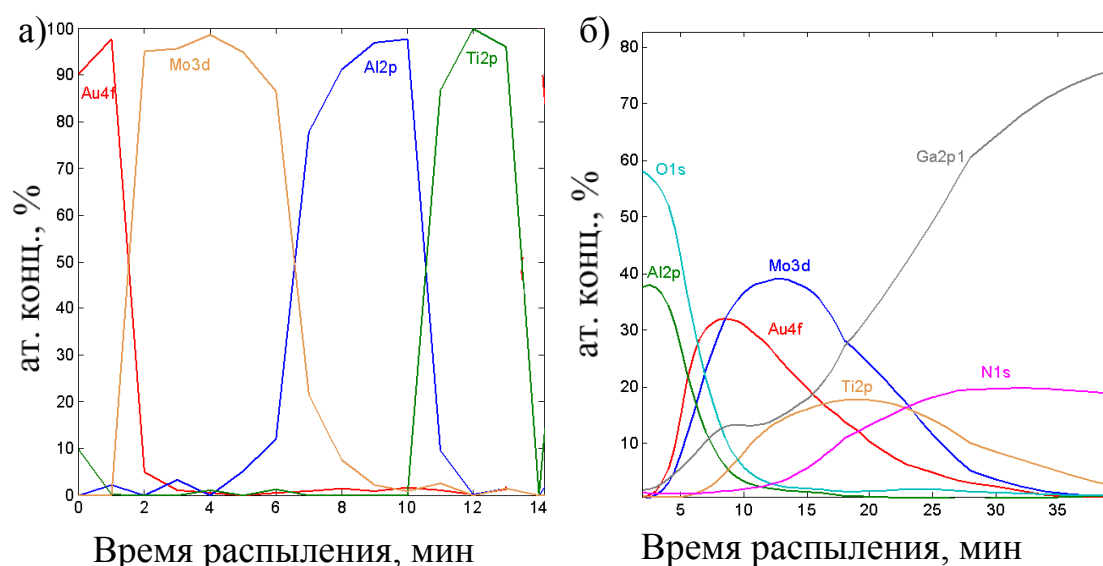 а)
100
90
80
70
60
50
40
30
20
10
0
Au4f
Mo3d
Al2p
Ti2p
0 2 4 6 8 10 12 14
ат. конц., %
Время распыления, мин
б)
80
70
60
50
40
30
20
10
O1s
Al2p
Mo3d
Au4f
Ti2p
Ga2p1
N1s
5 10 15 20 25 30 35
ат. конц., %
Время распыления, мин